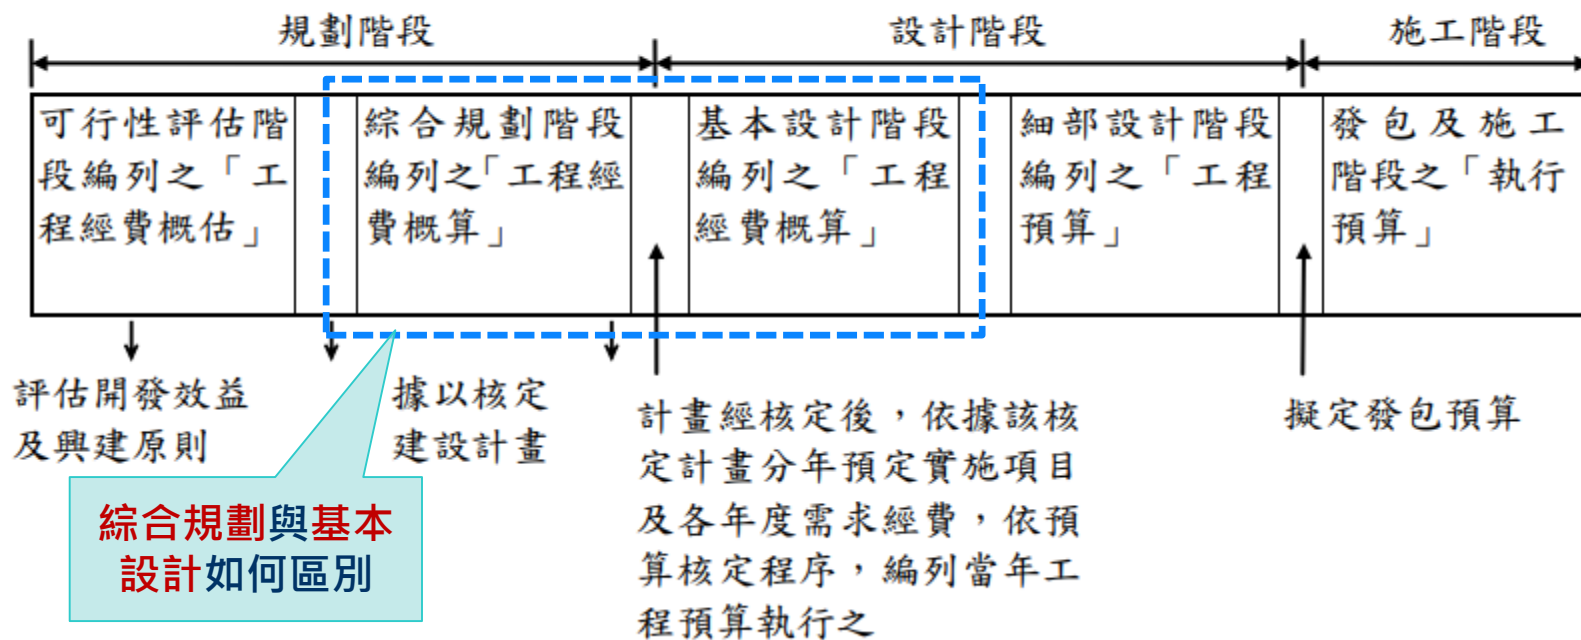 規劃階段
設計階段
施工階段
可行性評估階
段編列之「工
程經費概估」
綜合規劃階段
編列之「工程經
費概算」
基本設計階段
編列之「工程
經費概算」
細部設計階段
編列之「工程
預算」
發包及施工
階段之「執行
預算」
評估開發效益
及興建原則
據以核定
建設計畫
計畫經核定後，依據該核
定計畫分年預定實施項目
及各年度需求經費，依預
算核定程序，編列當年工
程預算執行之
擬定發包預算
綜合規劃與基本
設計如何區別